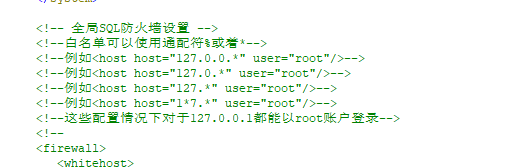 </system>
<!-- 全局SQL防火墙设置 -->
<!--白名单可以使用通配符%或着*-->
<!--例如<host host="127.0.0.*" user="root"/>-->
<!--例如<host host="127.0.*" user="root"/>-->
<!--例如<host host="127.*" user="root"/>-->
<!--例如<host host="1*7.*" user="root"/>-->
<!--这些配置情况下对于127.0.0.1都能以root账户登录-->
<!--
<firewall>
<whitehost>